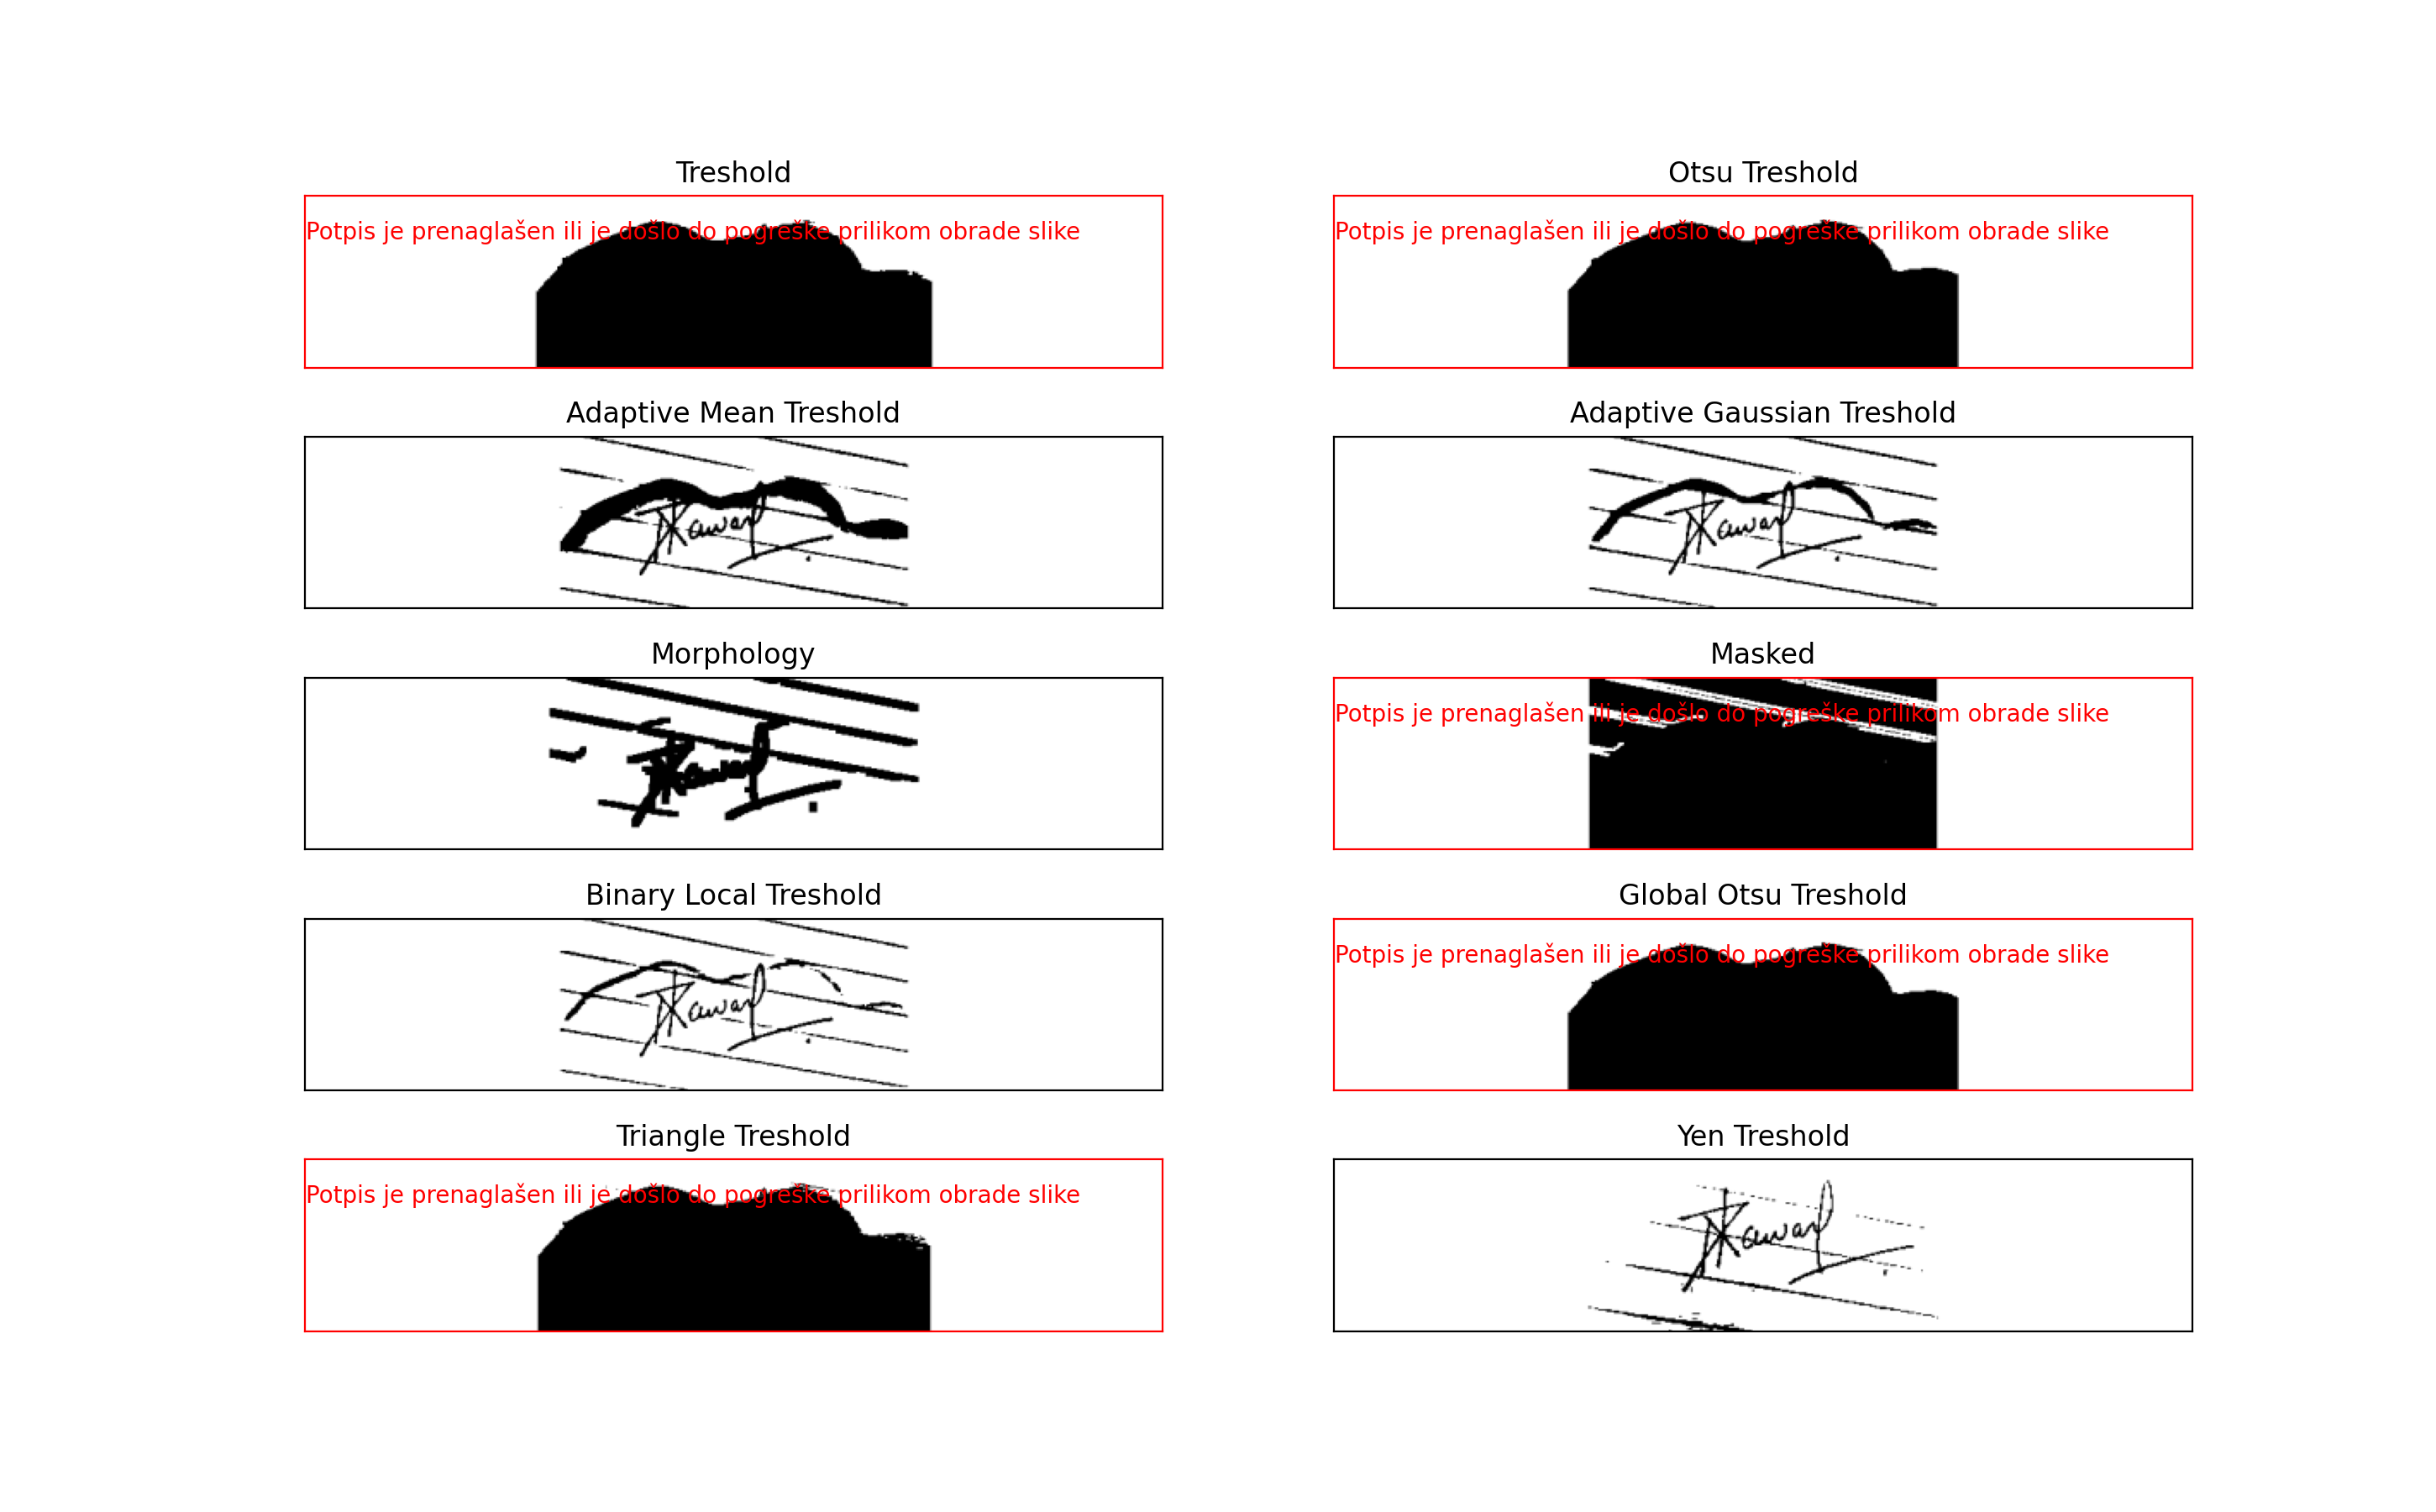 Treshold
Potpis je prenaglašen ili je došlo do pogreške prilikom obrade slike
Otsu Treshold
Potpis je prenaglašen ili je došlo do pogreške prilikom obrade slike
Adaptive Mean Treshold
Adaptive Gaussian Treshold
Morphology
Masked
Potpis je prenaglašen ili je došlo do pogreške prilikom obrade slike
Binary Local Treshold
Global Otsu Treshold
Potpis je prenaglašen ili je došlo do pogreške prilikom obrade slike
Triangle Treshold
Potpis je prenaglašen ili je došlo do pogreške prilikom obrade slike
Yen Treshold